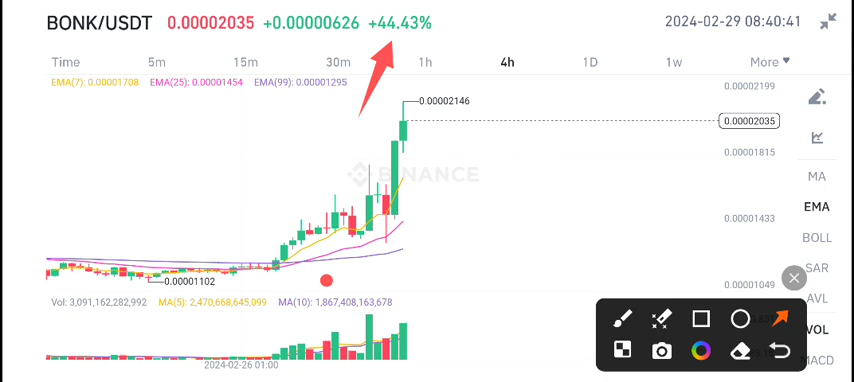 BONK/USDT 0.00002035 +0.00000626 +44.43% 2024-02-29 08:40:41
Time 5m 15m 30m 1h 4h 1D 1w More
EMA(7): 0.00001708 EMA(25): 0.00001454 EMA(99): 0.00001295
0.00002199
0.00002146
0.00002035
0.00001815
BINANCE
MA
EMA
0.00001433
BOLL
SAR
0.00001102
0.00001049
AVL
Vol: 3,091,162,282,992 MA(5): 2,470,668,645,099 MA(10): 1,867,408,163,678
VOL
MACD
2024-02-26 01:00